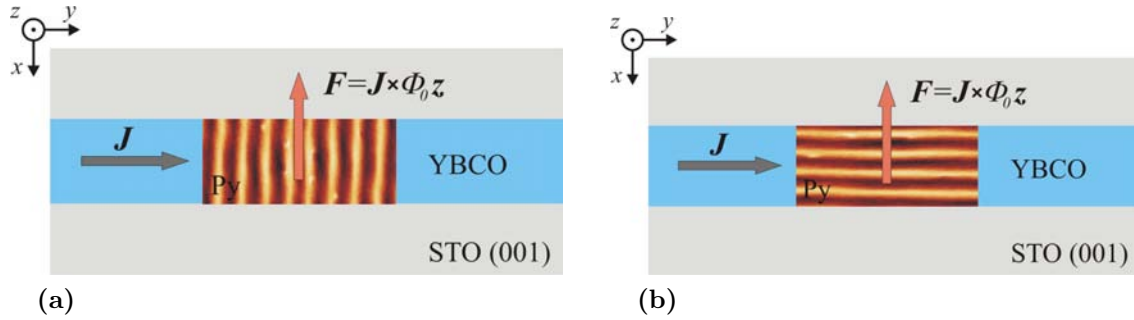 z
y
x
F=J×Φ₀z
J
Py
YBCO
STO (001)
(a)
z
y
x
F=J×Φ₀z
J
Py
YBCO
STO (001)
(b)